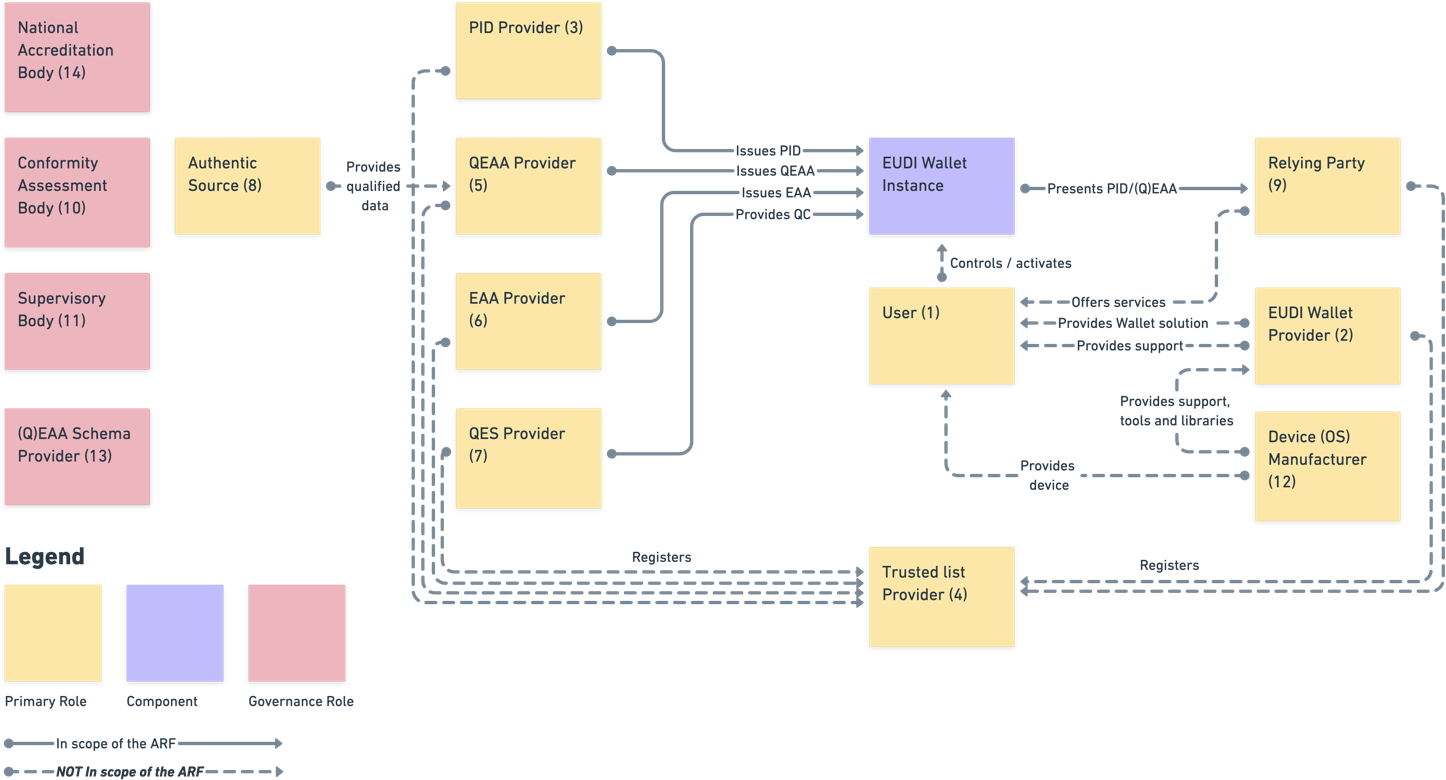 National
Accreditation
Body (14)
PID Provider (3)
Conformity
Assessment
Body (10)
Authentic
Source (8)
Provides
qualified
data
QEAA Provider
(5)
Issues PID
Issues QEAA
Issues EAA
Provides QC
EUDI Wallet
Instance
Presents PID/(Q)EAA
Relying Party
(9)
Controls / activates
Supervisory
Body (11)
EAA Provider
(6)
User (1)
Offers services
Provides Wallet solution
Provides support
EUDI Wallet
Provider (2)
Provides support,
tools and libraries
(Q)EAA Schema
Provider (13)
QES Provider
(7)
Provides
device
Device (OS)
Manufacturer
(12)
Registers
Trusted list
Provider (4)
Registers
Legend
Primary Role
Component
Governance Role
In scope of the ARF
NOT In scope of the ARF